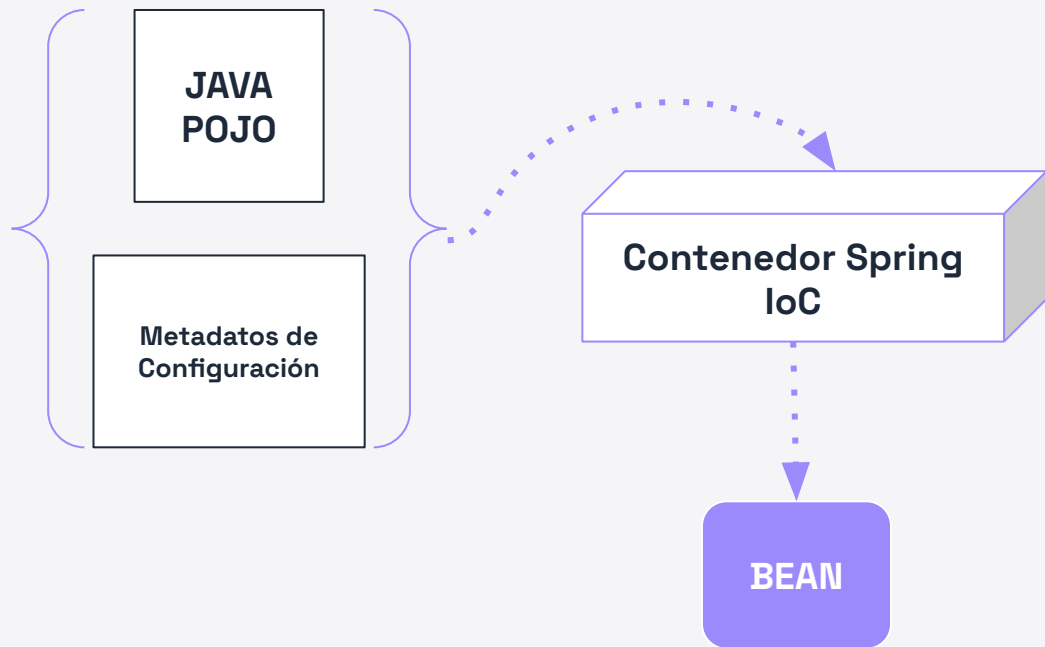 JAVA
POJO
Metadatos de
Configuración
Contenedor Spring
IoC
BEAN